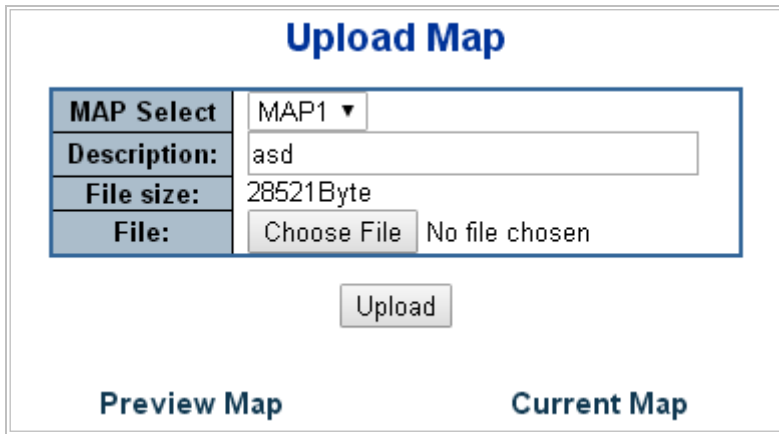 Upload Map
MAP Select MAP1
Description: asd
File size: 28521Byte
File: Choose File No file chosen
Upload
Preview Map Current Map